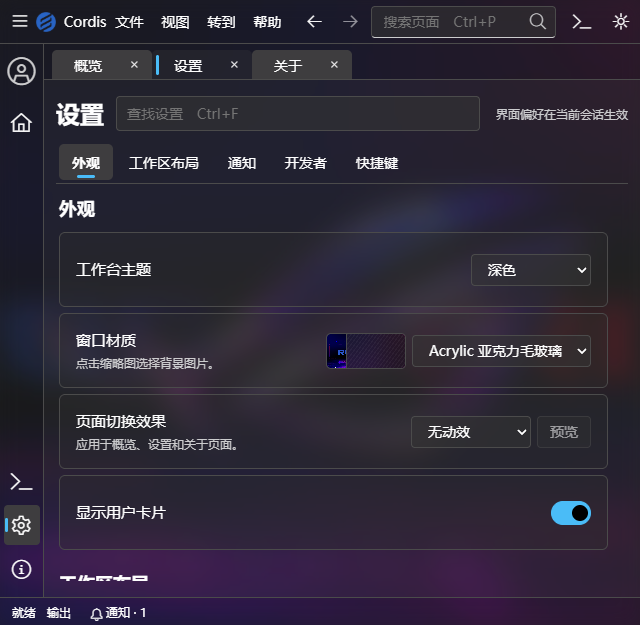 Cordis 文件 视图 转到 帮助 搜索页面 Ctrl+P
概览 × 设置 × 关于 ×
设置 查找设置 Ctrl+F 界面偏好在当前会话生效
外观 工作区布局 通知 开发者 快捷键
外观
工作台主题 深色
窗口材质
点击缩略图选择背景图片。
Acrylic 亚克力毛玻璃
页面切换效果
应用于概览、设置和关于页面。
无动效 预览
显示用户卡片
工作区布局
就绪 输出 通知 · 1